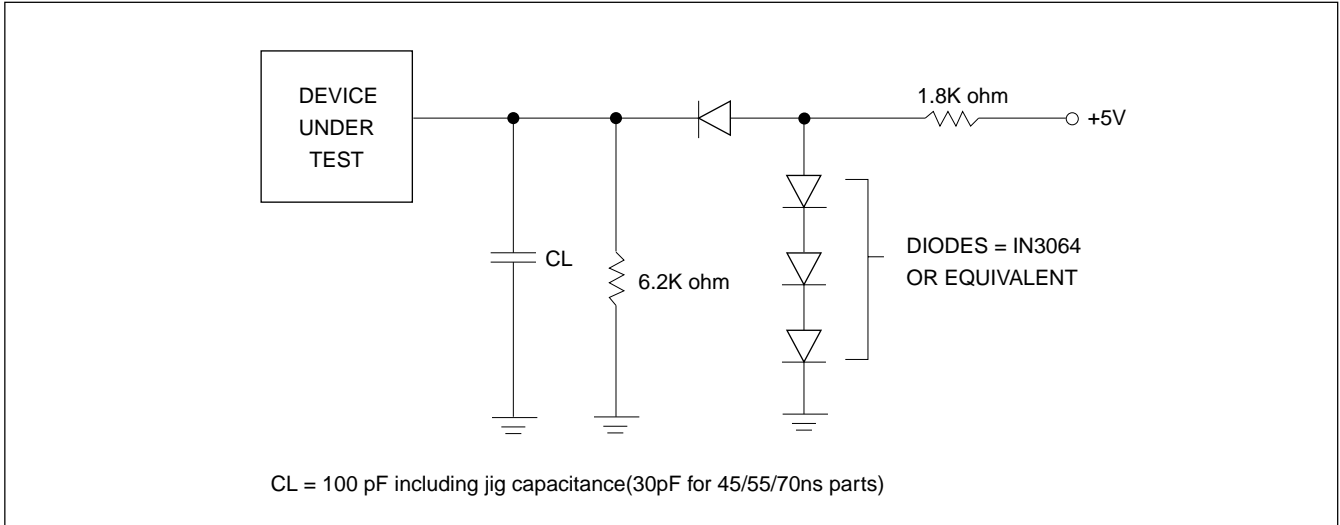 DEVICE
UNDER
TEST
1.8K ohm
+5V
CL
6.2K ohm
DIODES = IN3064
OR EQUIVALENT
CL = 100 pF including jig capacitance(30pF for 45/55/70ns parts)